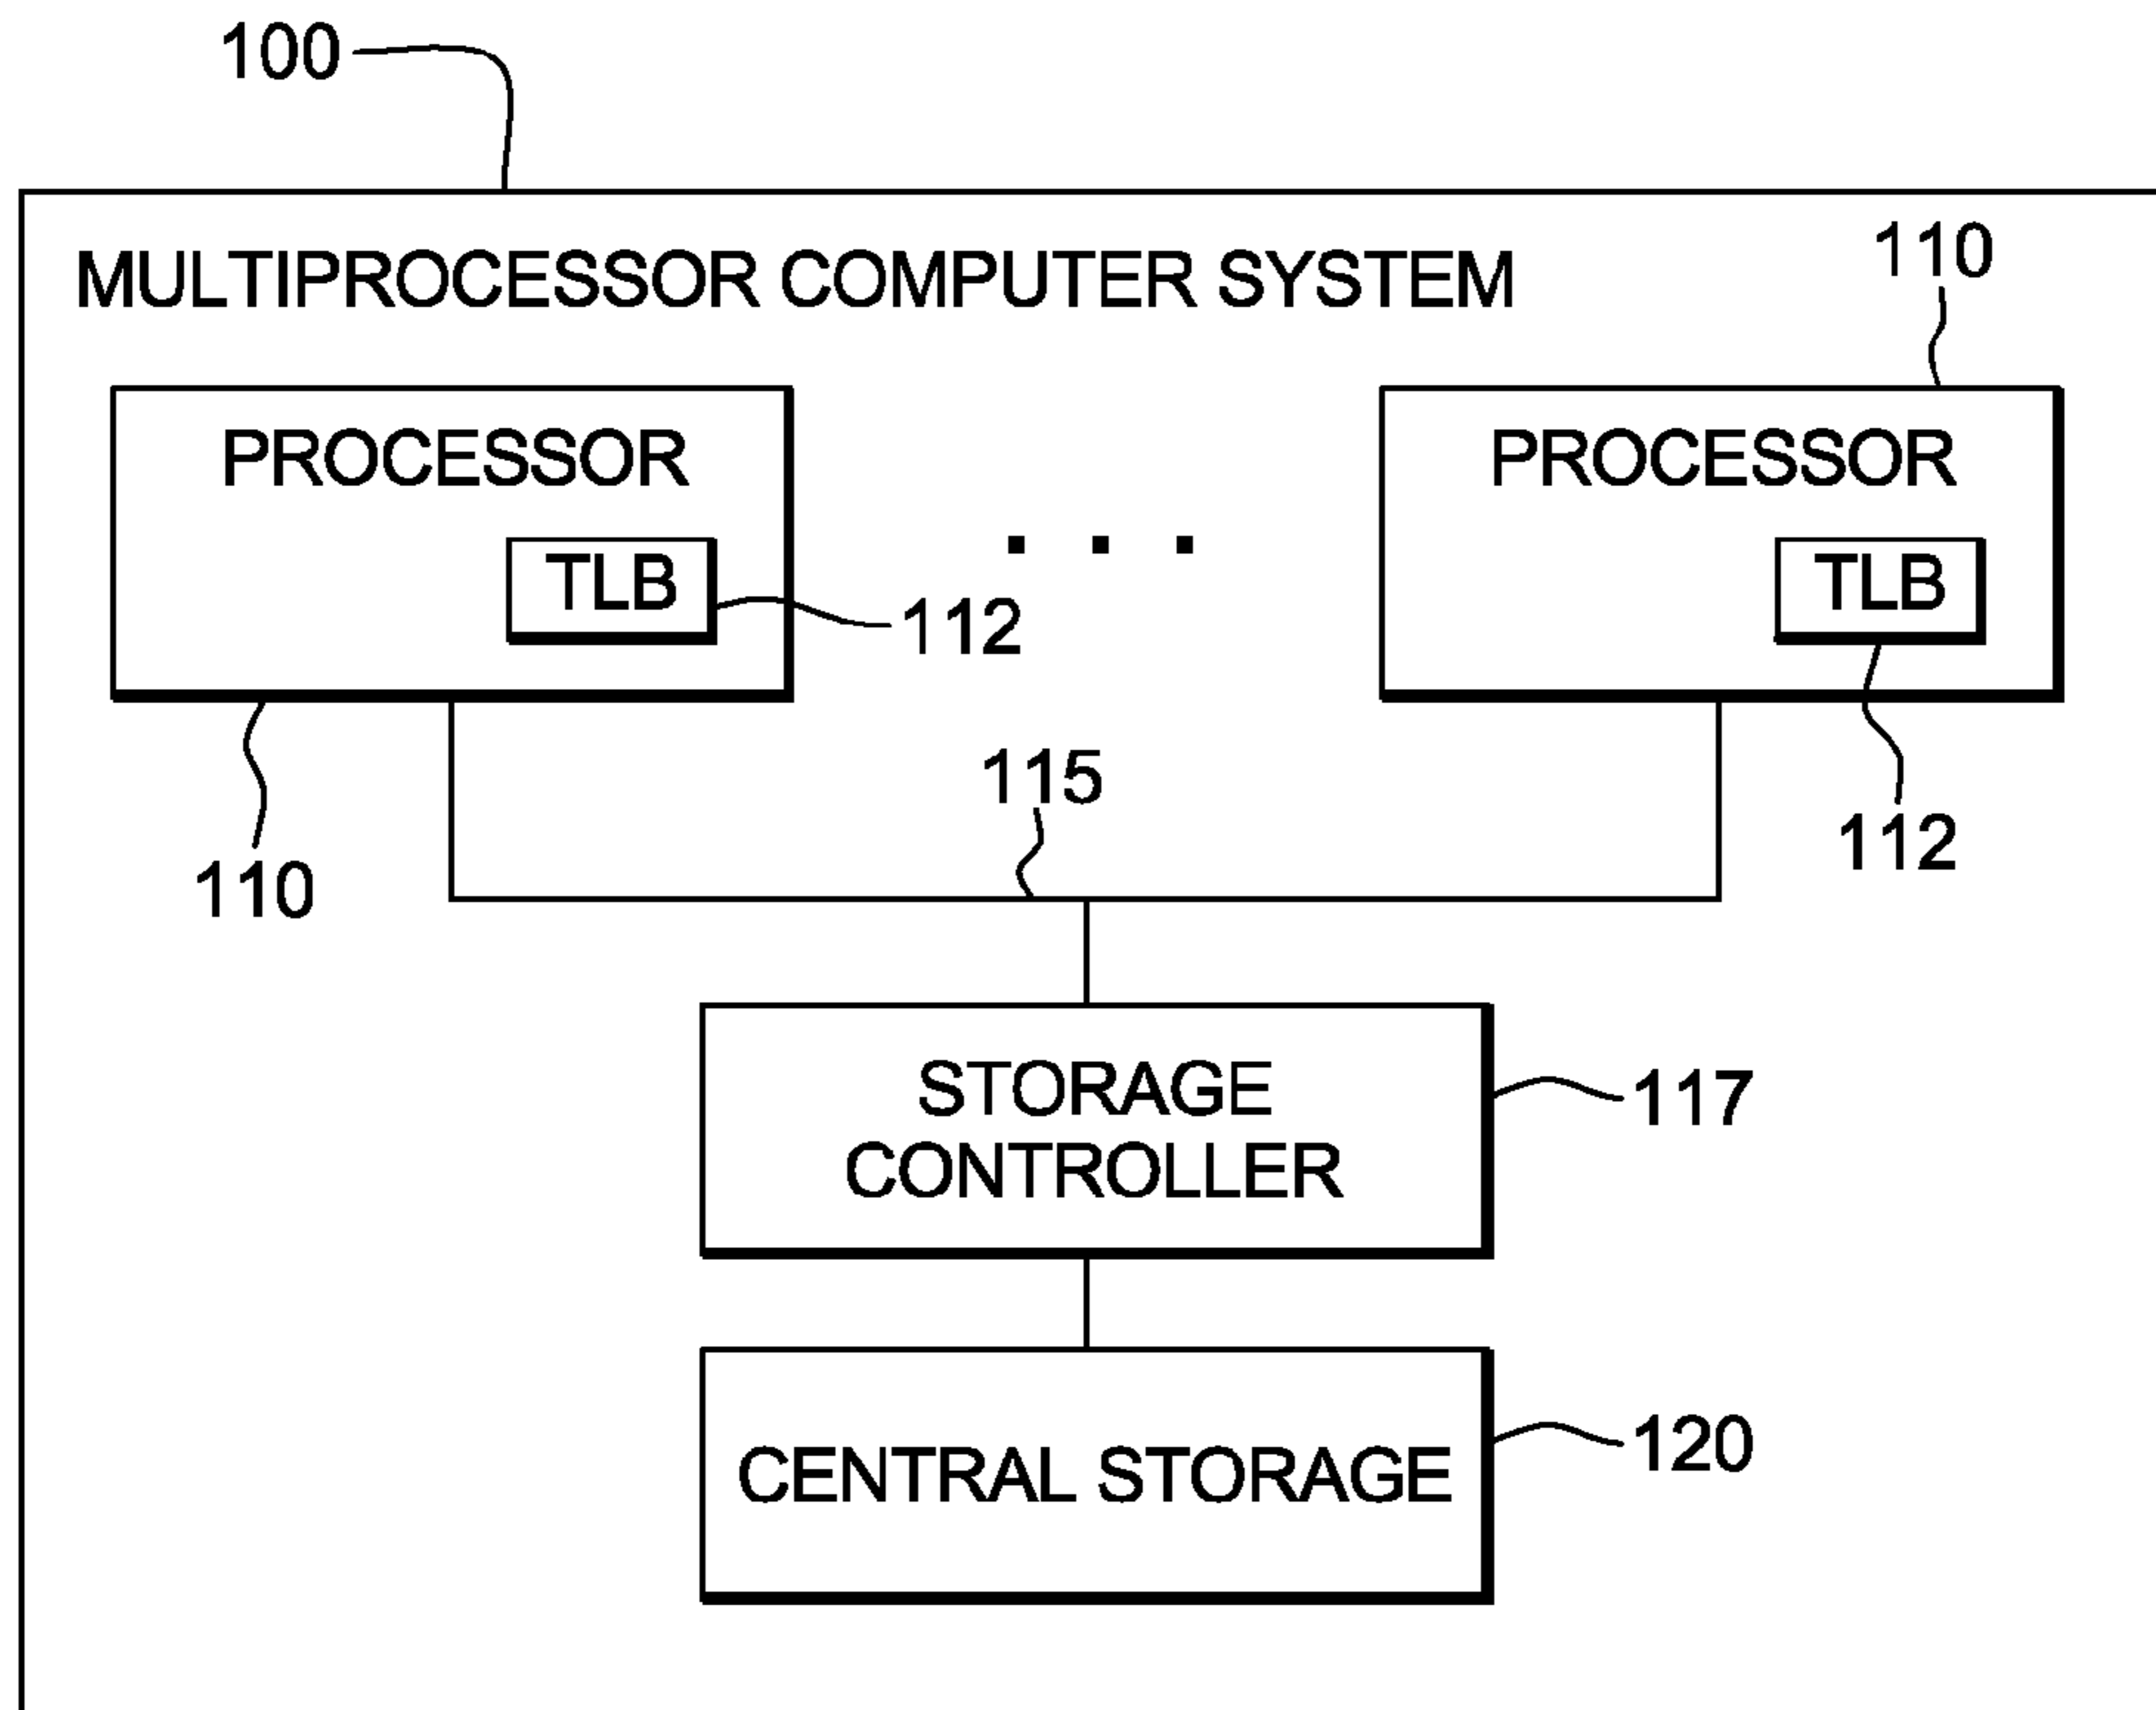 100
MULTIPROCESSOR COMPUTER SYSTEM
110
PROCESSOR
PROCESSOR
TLB
TLB
. . .
112
115
112
110
STORAGE
CONTROLLER
117
CENTRAL STORAGE
120